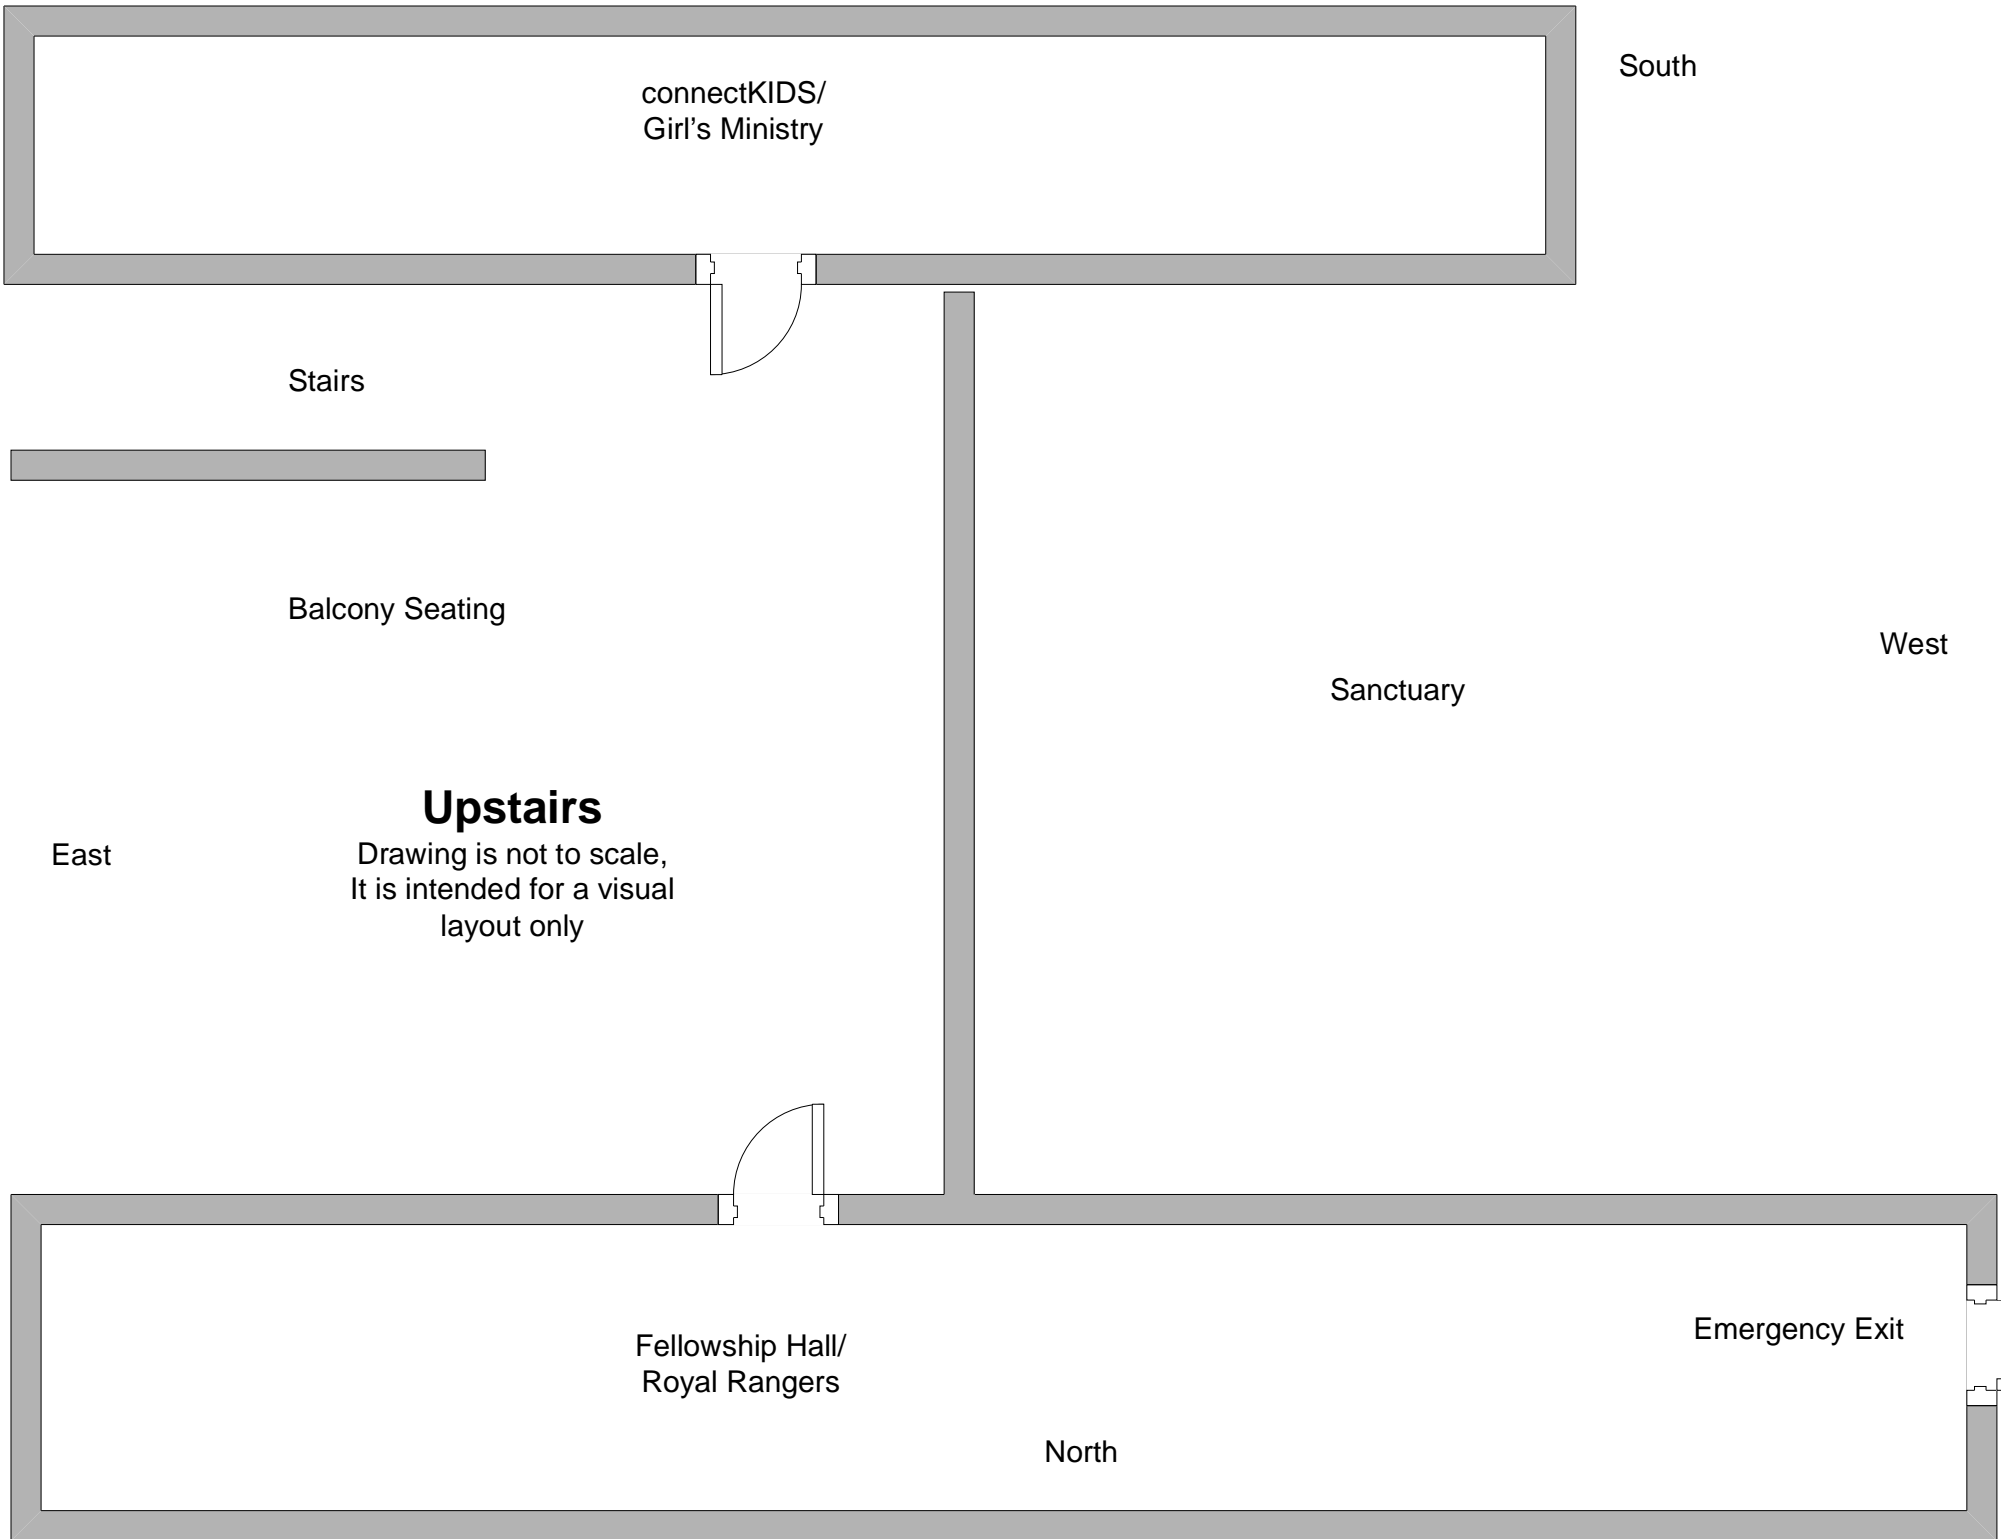 South
connectKIDS/
Girl’s Ministry
Stairs
Balcony Seating
West
Sanctuary
Upstairs
East
Drawing is not to scale,
It is intended for a visual
layout only
Emergency Exit
Fellowship Hall/
Royal Rangers
North